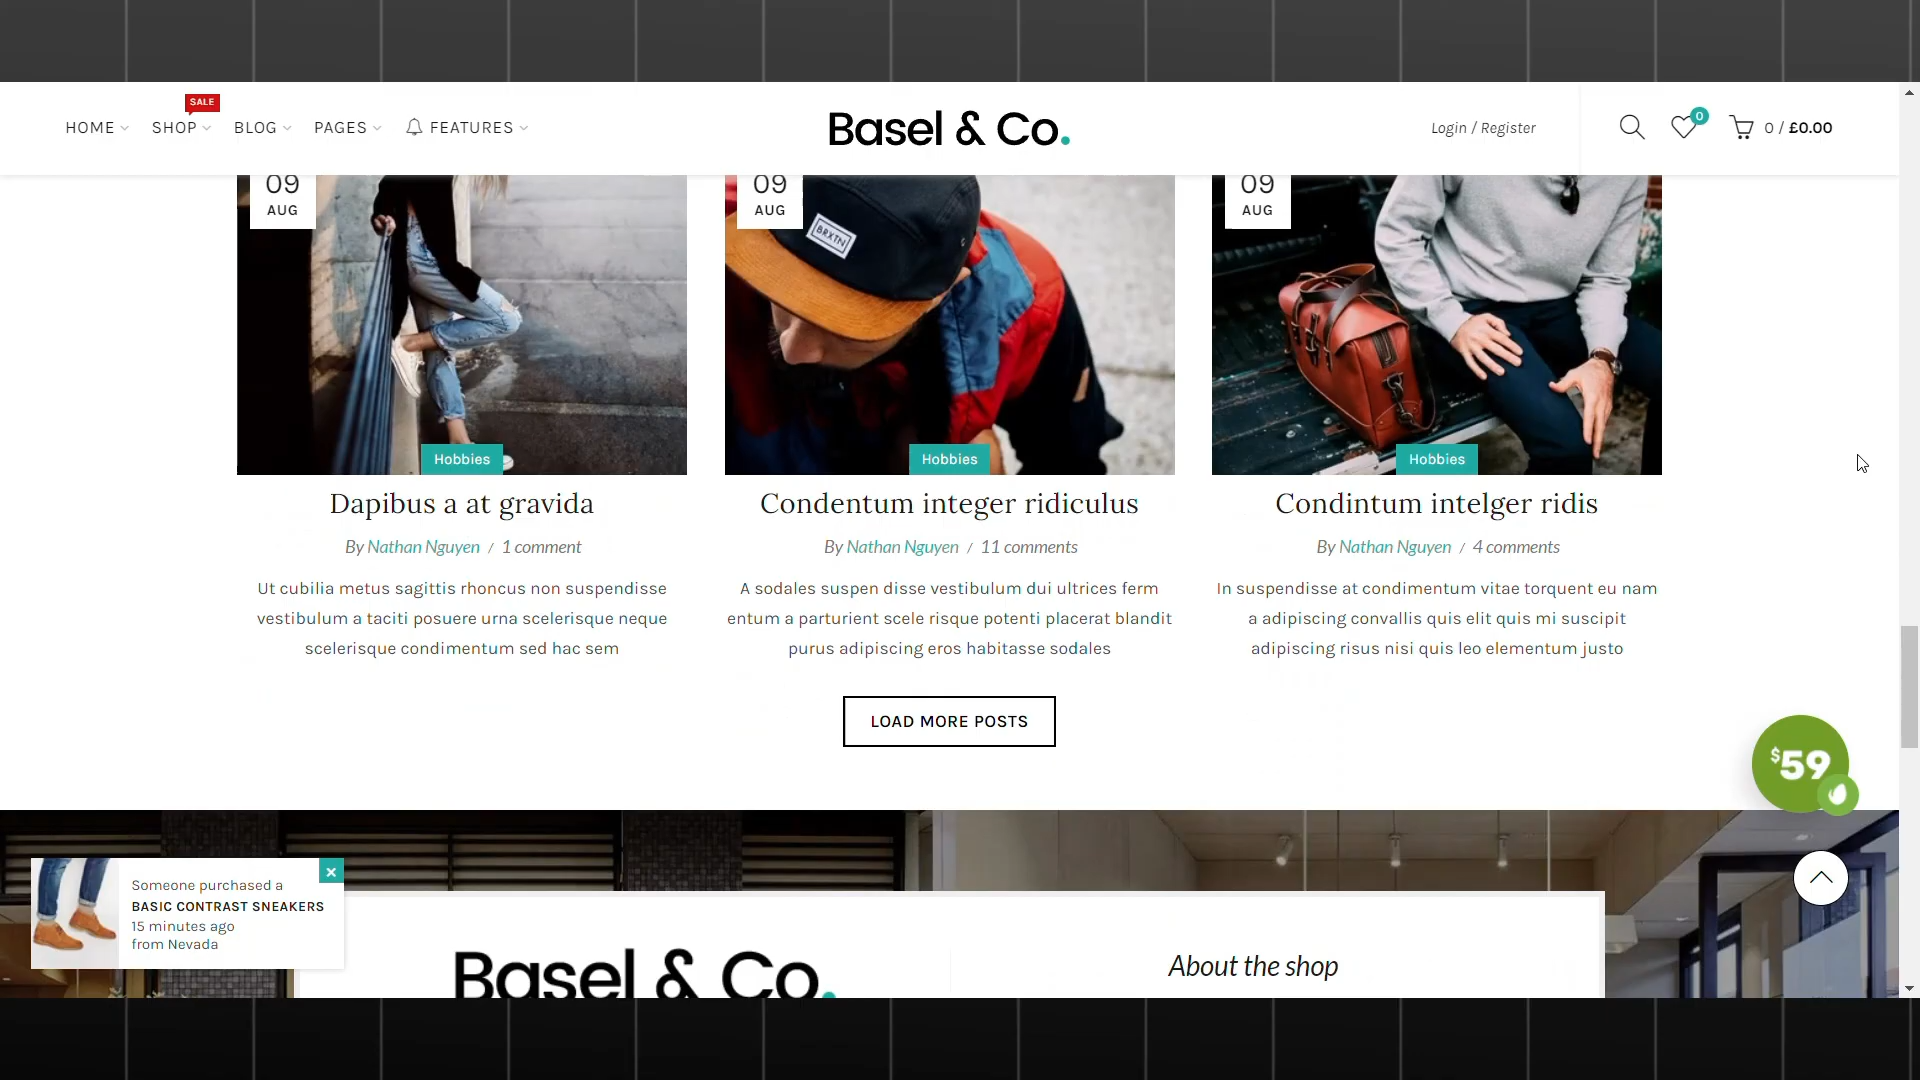 SALE
HOME SHOP BLOG PAGES FEATURES
Basel & Co.
Login / Register
0
0 / £0.00
09
AUG
09
AUG
09
AUG
BRXTN
Hobbies
Hobbies
Hobbies
Dapibus a at gravida
By Nathan Nguyen / 1 comment
Ut cubilia metus sagittis rhoncus non suspendisse
vestibulum a taciti posuere urna scelerisque neque
scelerisque condimentum sed hac sem
Condentum integer ridiculus
By Nathan Nguyen / 11 comments
A sodales suspen disse vestibulum dui ultrices ferm
entum a parturient scele risque potenti placerat blandit
purus adipiscing eros habitasse sodales
Condintum intelger ridis
By Nathan Nguyen / 4 comments
In suspendisse at condimentum vitae torquent eu nam
a adipiscing convallis quis elit quis mi suscipit
adipiscing risus nisi quis leo elementum justo
LOAD MORE POSTS
$59
Someone purchased a
BASIC CONTRAST SNEAKERS
15 minutes ago
from Nevada
Basel & Co.
About the shop